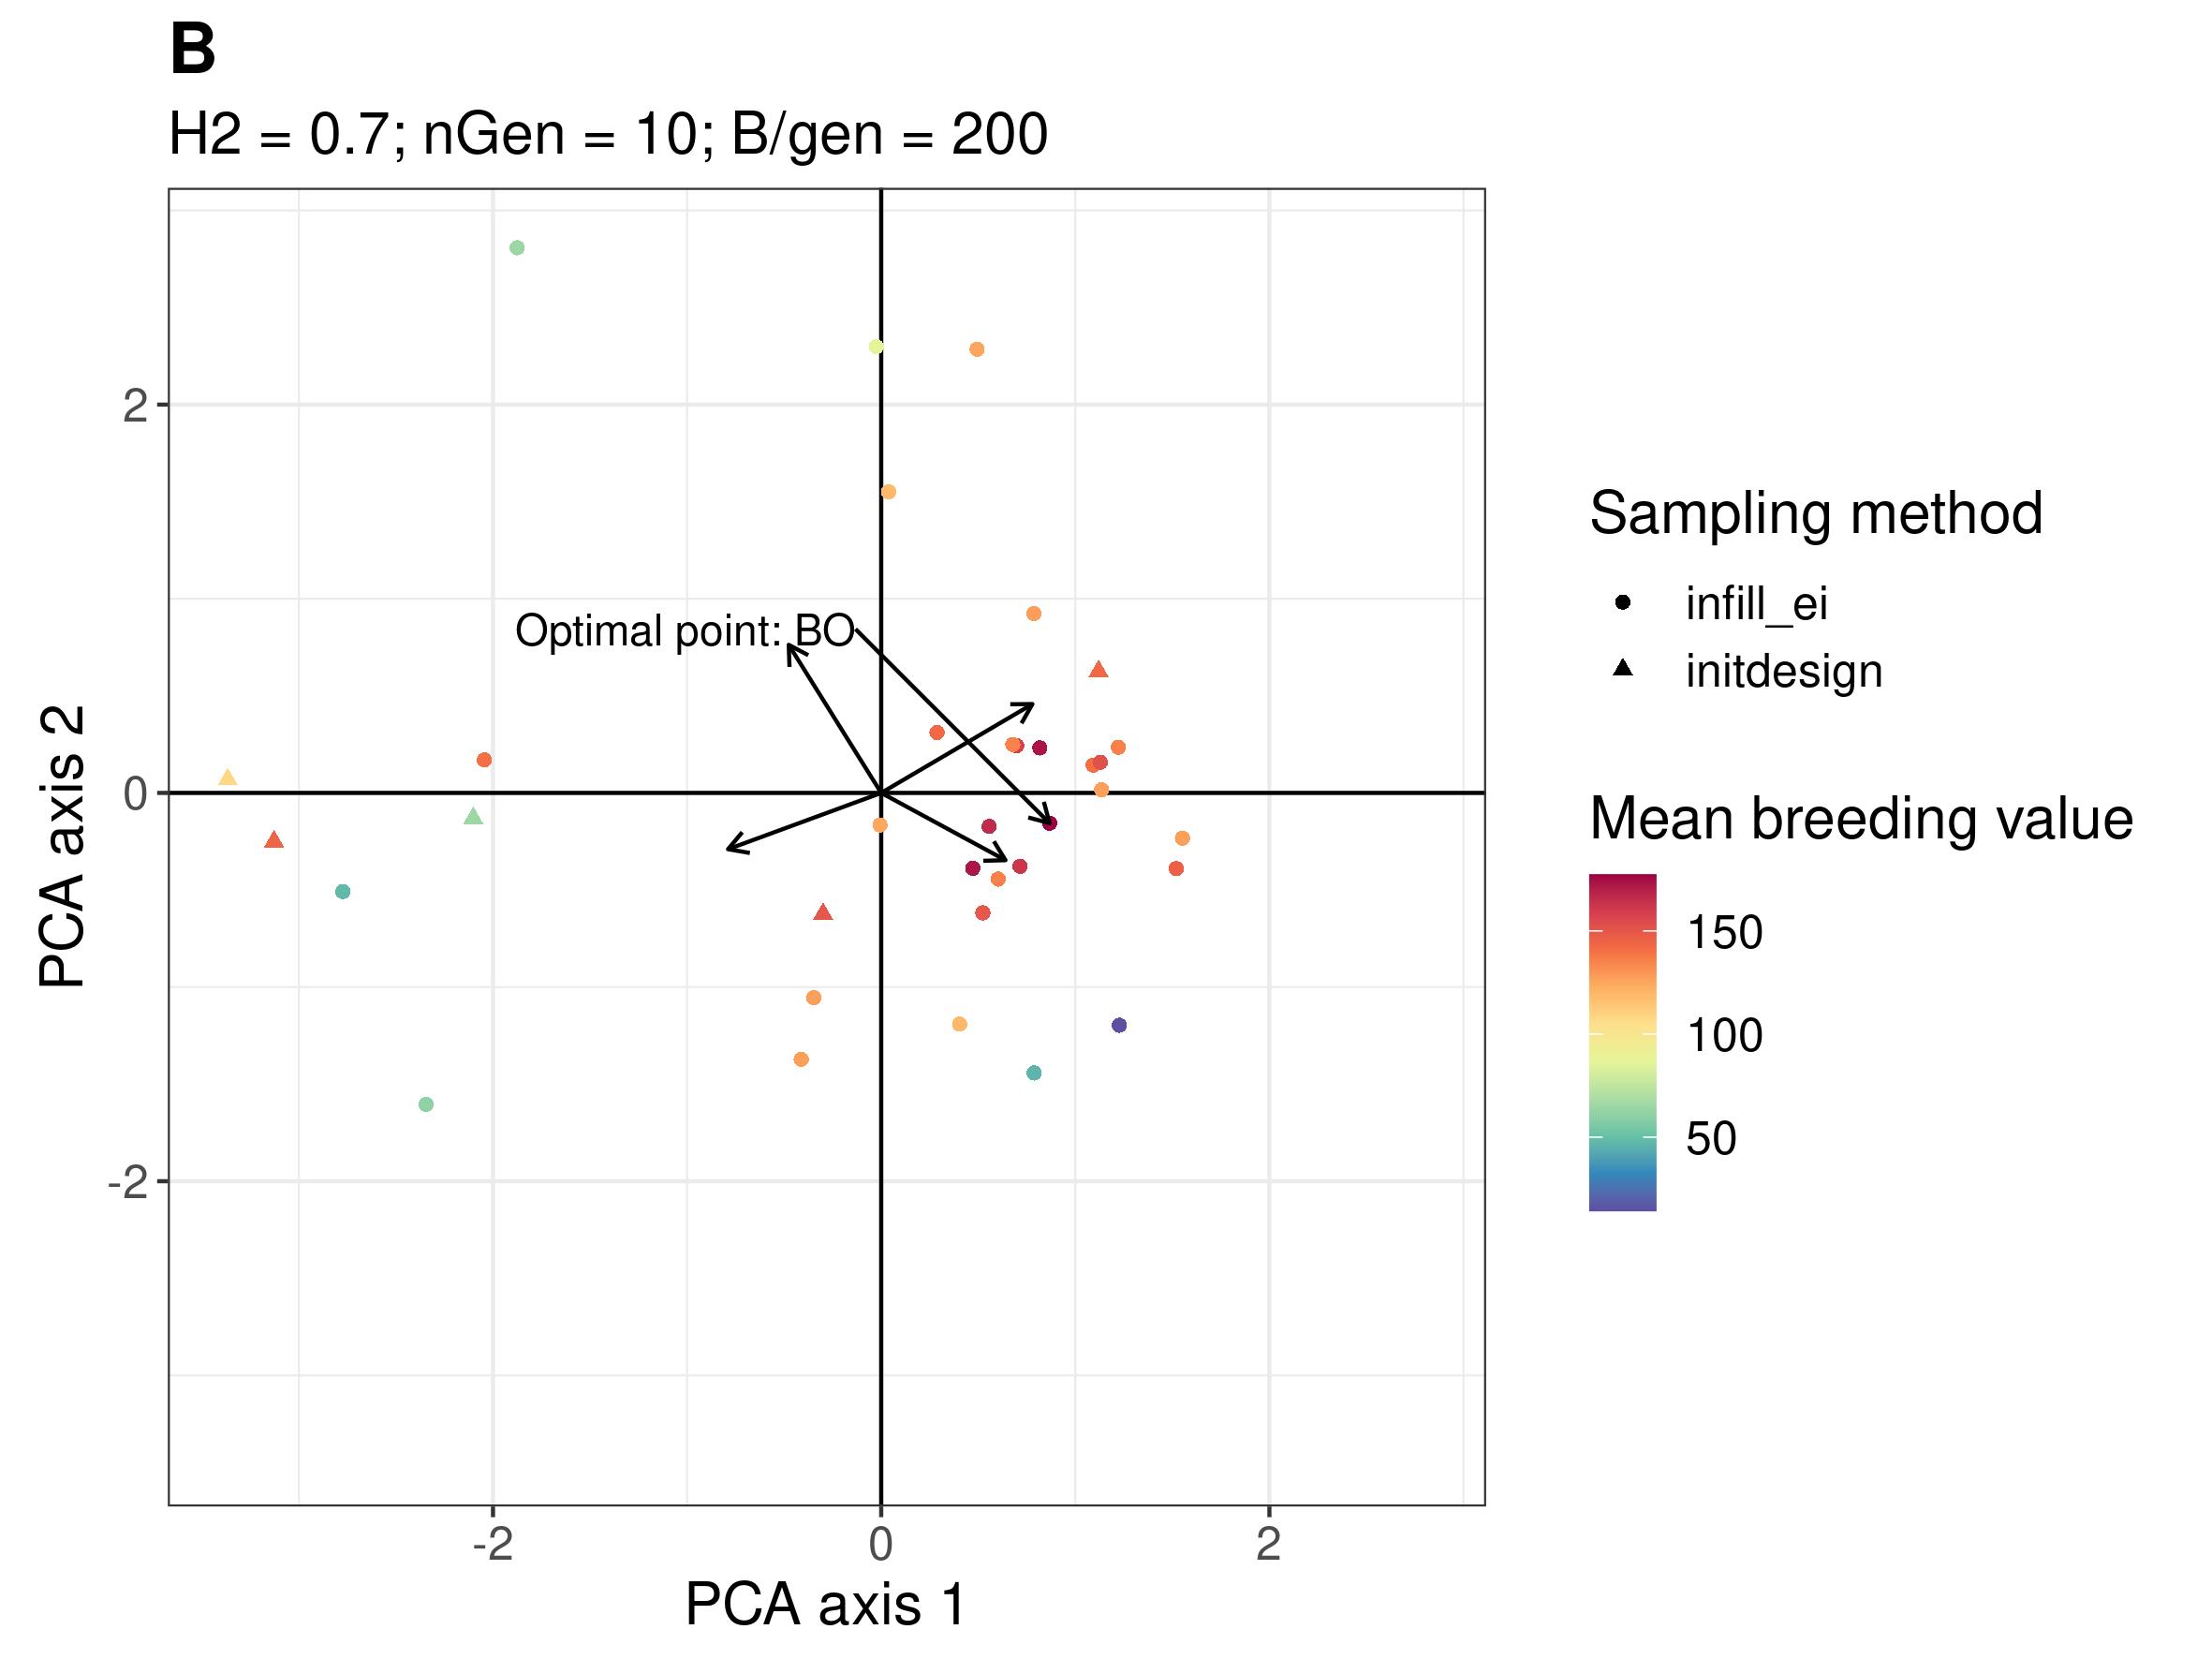 B
H2 = 0.7; nGen = 10; B/gen = 200
PCA axis 2
2
0
-2
Optimal point: BO
-2
0
2
PCA axis 1
Sampling method
infill_ei
initdesign
Mean breeding value
150
100
50